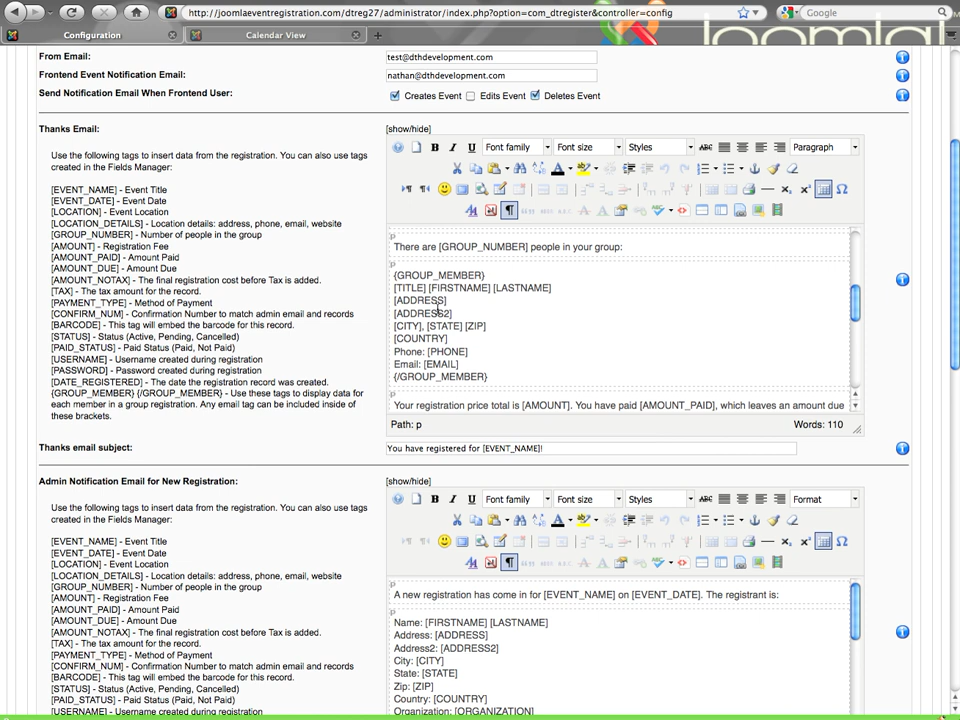 http://joomlaeventregistration.com/dtreg27/administrator/index.php?option=com_dtregister&controller=config
Google
Configuration
Calendar View
Joomla!
From Email:
test@dthdevelopment.com
Frontend Event Notification Email:
nathan@dthdevelopment.com
Send Notification Email When Frontend User:
Creates Event
Edits Event
Deletes Event
Thanks Email:
[show/hide]
B I U Font family Font size Styles ABC Paragraph
Use the following tags to insert data from the registration. You can also use tags
created in the Fields Manager:
[EVENT_NAME] - Event Title
[EVENT_DATE] - Event Date
[LOCATION] - Event Location
[LOCATION_DETAILS] - Location details: address, phone, email, website
[GROUP_NUMBER] - Number of people in the group
[AMOUNT] - Registration Fee
[AMOUNT_PAID] - Amount Paid
[AMOUNT_DUE] - Amount Due
[AMOUNT_NOTAX] - The final registration cost before Tax is added.
[TAX] - The tax amount for the record.
[PAYMENT_TYPE] - Method of Payment
[CONFIRM_NUM] - Confirmation Number to match admin email and records
[BARCODE] - This tag will embed the barcode for this record.
[STATUS] - Status (Active, Pending, Cancelled)
[PAID_STATUS] - Paid Status (Paid, Not Paid)
[USERNAME] - Username created during registration
[PASSWORD] - Password created during registration
[DATE_REGISTERED] - The date the registration record was created.
{GROUP_MEMBER} {/GROUP_MEMBER} - Use these tags to display data for
each member in a group registration. Any email tag can be included inside of
these brackets.
There are [GROUP_NUMBER] people in your group:
{GROUP_MEMBER}
[TITLE] [FIRSTNAME] [LASTNAME]
[ADDRESS]
[ADDRESS2]
[CITY], [STATE] [ZIP]
[COUNTRY]
Phone: [PHONE]
Email: [EMAIL]
{/GROUP_MEMBER}
Your registration price total is [AMOUNT]. You have paid [AMOUNT_PAID], which leaves an amount due
Path: p
Words: 110
Thanks email subject:
You have registered for [EVENT_NAME]!
Admin Notification Email for New Registration:
[show/hide]
B I U Font family Font size Styles ABC Format
Use the following tags to insert data from the registration. You can also use tags
created in the Fields Manager:
[EVENT_NAME] - Event Title
[EVENT_DATE] - Event Date
[LOCATION] - Event Location
[LOCATION_DETAILS] - Location details: address, phone, email, website
[GROUP_NUMBER] - Number of people in the group
[AMOUNT] - Registration Fee
[AMOUNT_PAID] - Amount Paid
[AMOUNT_DUE] - Amount Due
[AMOUNT_NOTAX] - The final registration cost before Tax is added.
[TAX] - The tax amount for the record.
[PAYMENT_TYPE] - Method of Payment
[CONFIRM_NUM] - Confirmation Number to match admin email and records
[BARCODE] - This tag will embed the barcode for this record.
[STATUS] - Status (Active, Pending, Cancelled)
[PAID_STATUS] - Paid Status (Paid, Not Paid)
[USERNAME] - Username created during registration
A new registration has come in for [EVENT_NAME] on [EVENT_DATE]. The registrant is:
Name: [FIRSTNAME] [LASTNAME]
Address: [ADDRESS]
Address2: [ADDRESS2]
City: [CITY]
State: [STATE]
Zip: [ZIP]
Country: [COUNTRY]
Organization: [ORGANIZATION]